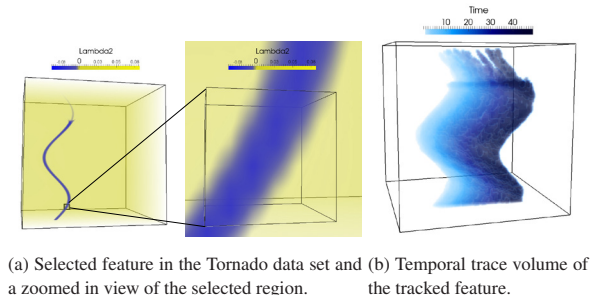 Time
10 20 30 40
Lambda2
0
Lambda2
0
(a) Selected feature in the Tornado data set and
a zoomed in view of the selected region.
(b) Temporal trace volume of
the tracked feature.